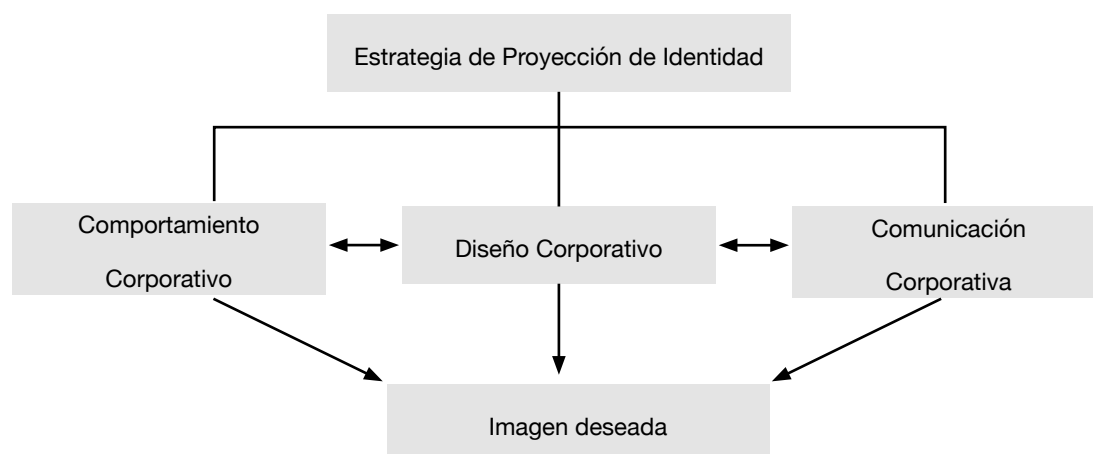 Estrategia de Proyección de Identidad
Comportamiento
Corporativo
Diseño Corporativo
Comunicación
Corporativa
Imagen deseada